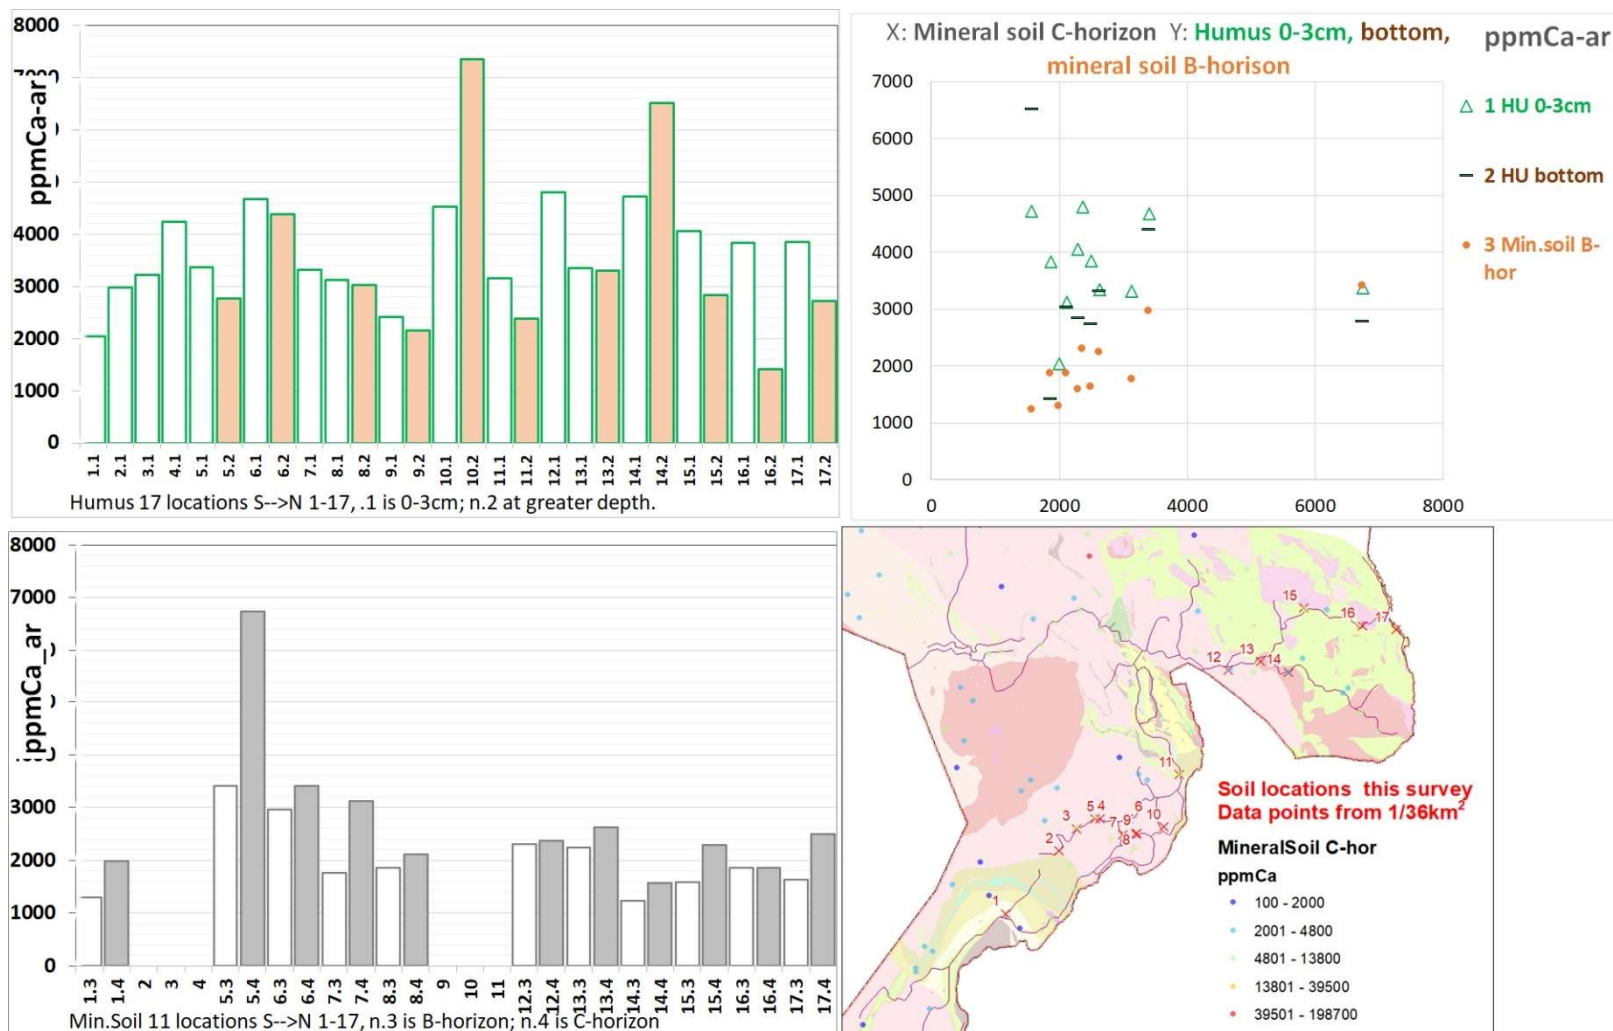 8000
7000
4000
3000
2000
1000
0
ppmCa-ar
1.1 2.1 3.1 4.1 5.1 5.2 6.1 6.2 7.1 8.1 8.2 9.1 9.2 10.1 10.2 11.1 11.2 12.1 13.1 13.2 14.1 14.2 15.1 15.2 16.1 16.2 17.1 17.2
Humus 17 locations S-->N 1-17, .1 is 0-3cm; n.2 at greater depth.
X: Mineral soil C-horizon Y: Humus 0-3cm, bottom,
mineral soil B-horison
ppmCa-ar
7000
6000
5000
4000
3000
2000
1000
0
0 2000 4000 6000 8000
1 HU 0-3cm
2 HU bottom
3 Min.soil B-
hor
8000
7000
3000
2000
1000
0
ppmCa_ar
1.3 1.4 2 3 4 5.3 5.4 6.3 6.4 7.3 7.4 8.3 8.4 9 10 11 12.3 12.4 13.3 13.4 14.3 14.4 15.3 15.4 16.3 16.4 17.3 17.4
Min.Soil 11 locations S-->N 1-17, n.3 is B-horizon; n.4 is C-horizon
15
16
17
13
12
14
11
5 4
6
3
10
7 9
2
8
1
Soil locations this survey
Data points from 1/36km²
MineralSoil C-hor
ppmCa
100 - 2000
2001 - 4800
4801 - 13800
13801 - 39500
39501 - 198700